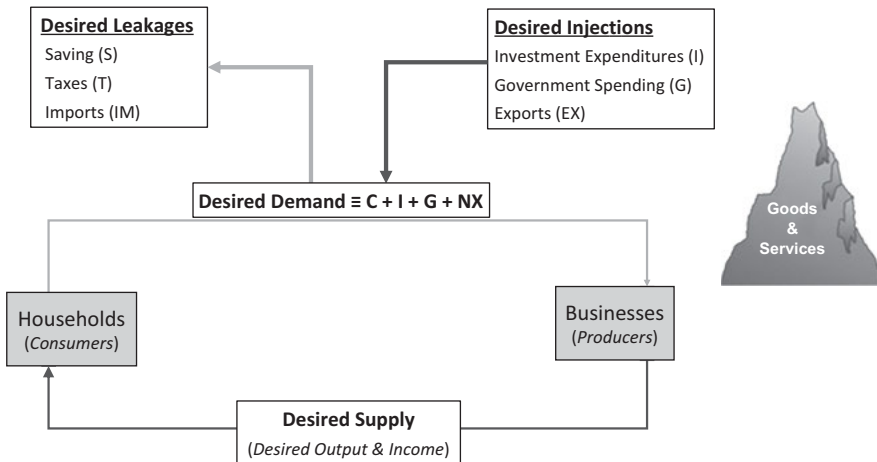 Desired Leakages
Saving (S)
Taxes (T)
Imports (IM)
Desired Injections
Investment Expenditures (I)
Government Spending (G)
Exports (EX)
Desired Demand ≡ C + I + G + NX
Goods
&
Services
Households
(Consumers)
Businesses
(Producers)
Desired Supply
(Desired Output & Income)